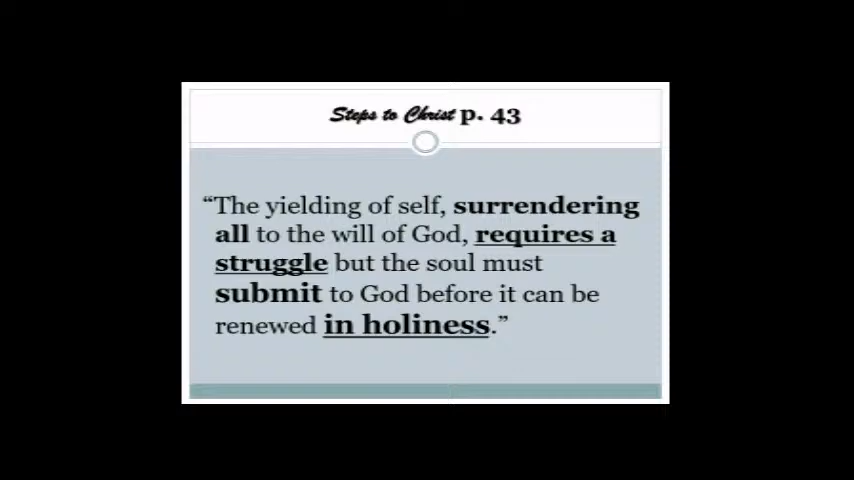 Steps to Christ p. 43
“The yielding of self, surrendering
all to the will of God, requires a
struggle but the soul must
submit to God before it can be
renewed in holiness.”